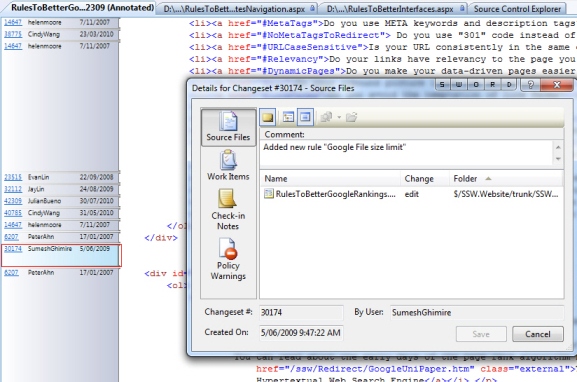 RulesToBetterGo...2309 (Annotated)
D:\...\RulesToBett...tesNavigation.aspx
D:\...\RulesToBetterInterfaces.aspx
Source Control Explorer
14647 helenmoore 7/11/2007
38775 CindyWang 23/03/2010
14647 helenmoore 7/11/2007
<li><a href="#MetaTags">Do you use META keywords and description tags
<li><a href="#NoMetaTagsToRedirect"> Do you use "301" code instead of
<li><a href="#URLCaseSensitive">Is your URL consistently in the same
<li><a href="#Relevancy">Do your links have relevancy to the page you
<li><a href="#DynamicPages">Do you make your data-driven pages easier
Details for Changeset #30174 - Source Files
S W O R D
Source Files
Work Items
Check-in
Notes
Policy
Warnings
Comment:
Added new rule "Google File size limit"
Name Change Folder
RulesToBetterGoogleRankings.... edit $/SSW.Website/trunk/SSW...
Changeset #: 30174 By User: SumeshGhimire
Created On: 5/06/2009 9:47:22 AM
Save Cancel
23515 EvanLin 22/09/2008
32112 JayLin 24/08/2009
42309 JulianBueno 30/07/2010
40785 CindyWang 31/05/2010
14647 helenmoore 7/11/2007
6207 PeterAhn 17/01/2007
30174 SumeshGhimire 5/06/2009
6207 PeterAhn 17/01/2007
</ol
</div>
<div id
<ol
You can read about the early days of the page rank algorithm
href="/ssw/Redirect/GoogleUniPaper.htm" class="external">
Hypertextual Web Search Engine</a></i> </p>